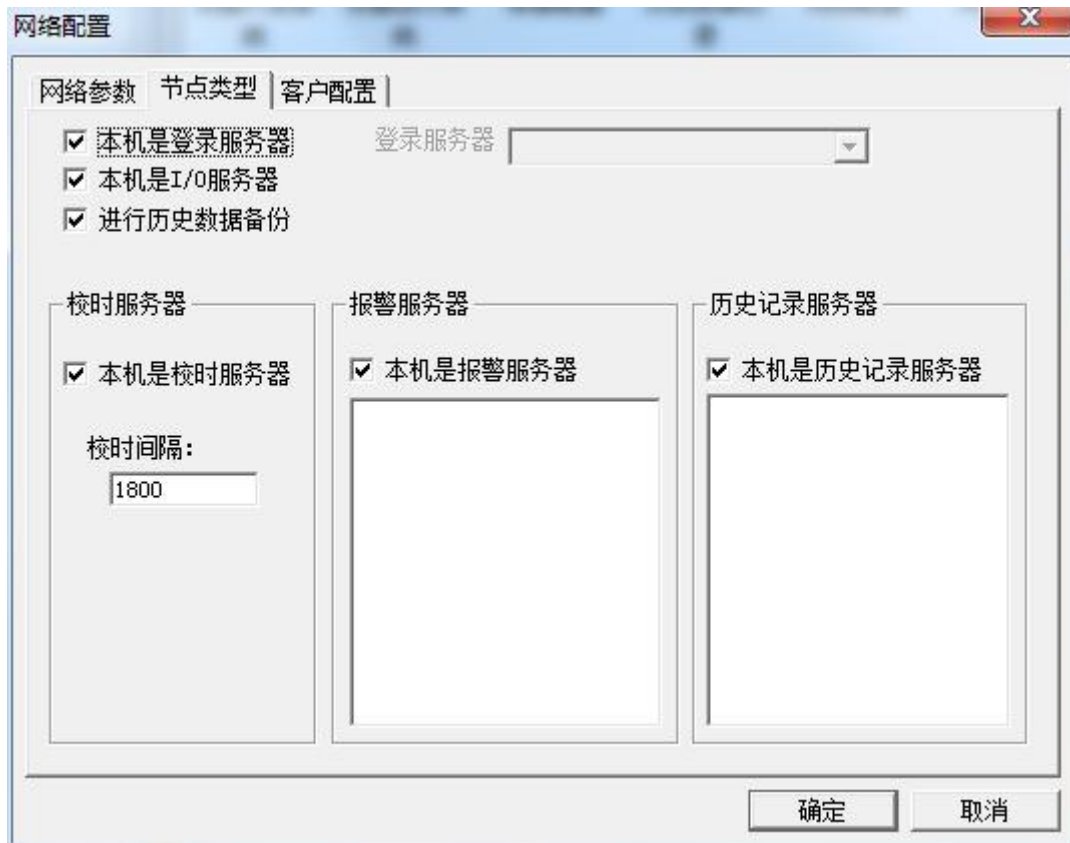 网络配置
网络参数 节点类型 客户配置
本机是登录服务器 登录服务器
本机是I/O服务器
进行历史数据备份
校时服务器 报警服务器 历史记录服务器
本机是校时服务器 本机是报警服务器 本机是历史记录服务器
校时间隔:
1800
确定 取消